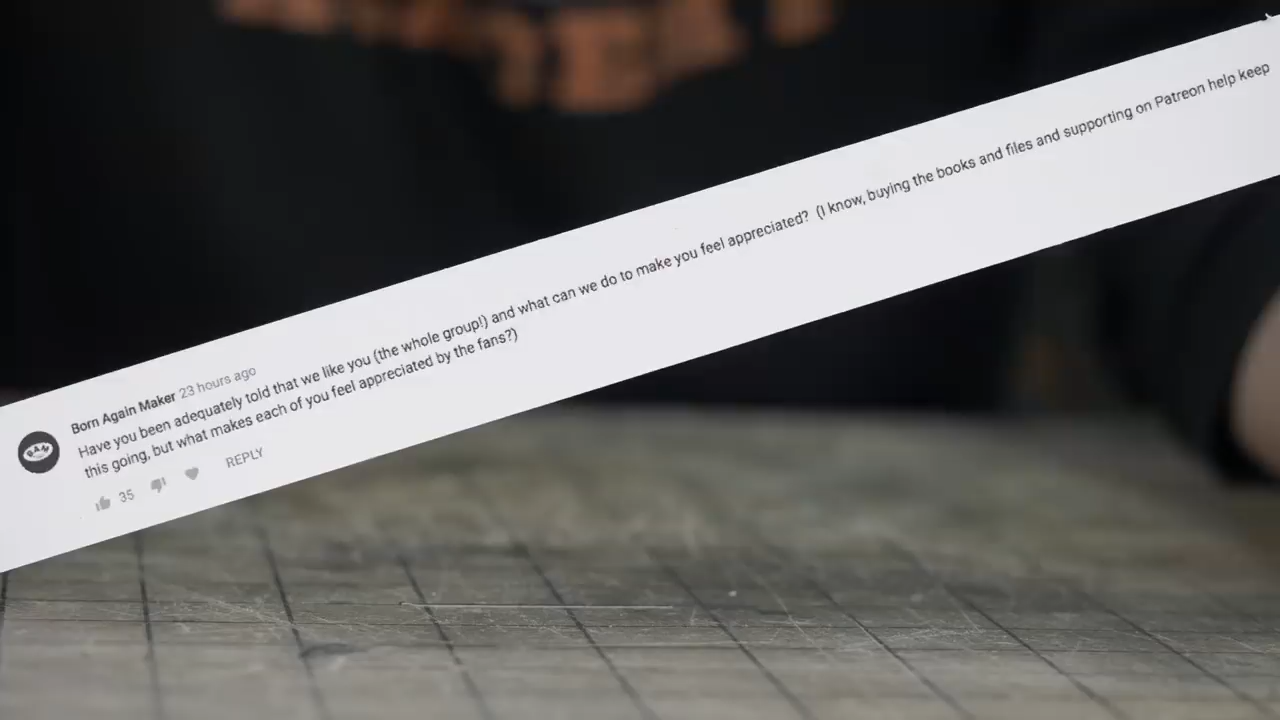 Born Again Maker 23 hours ago
Have you been adequately told that we like you (the whole group!) and what can we do to make you feel appreciated? (I know, buying the books and files and supporting on Patreon help keep
this going, but what makes each of you feel appreciated by the fans?)
35 REPLY
BAM